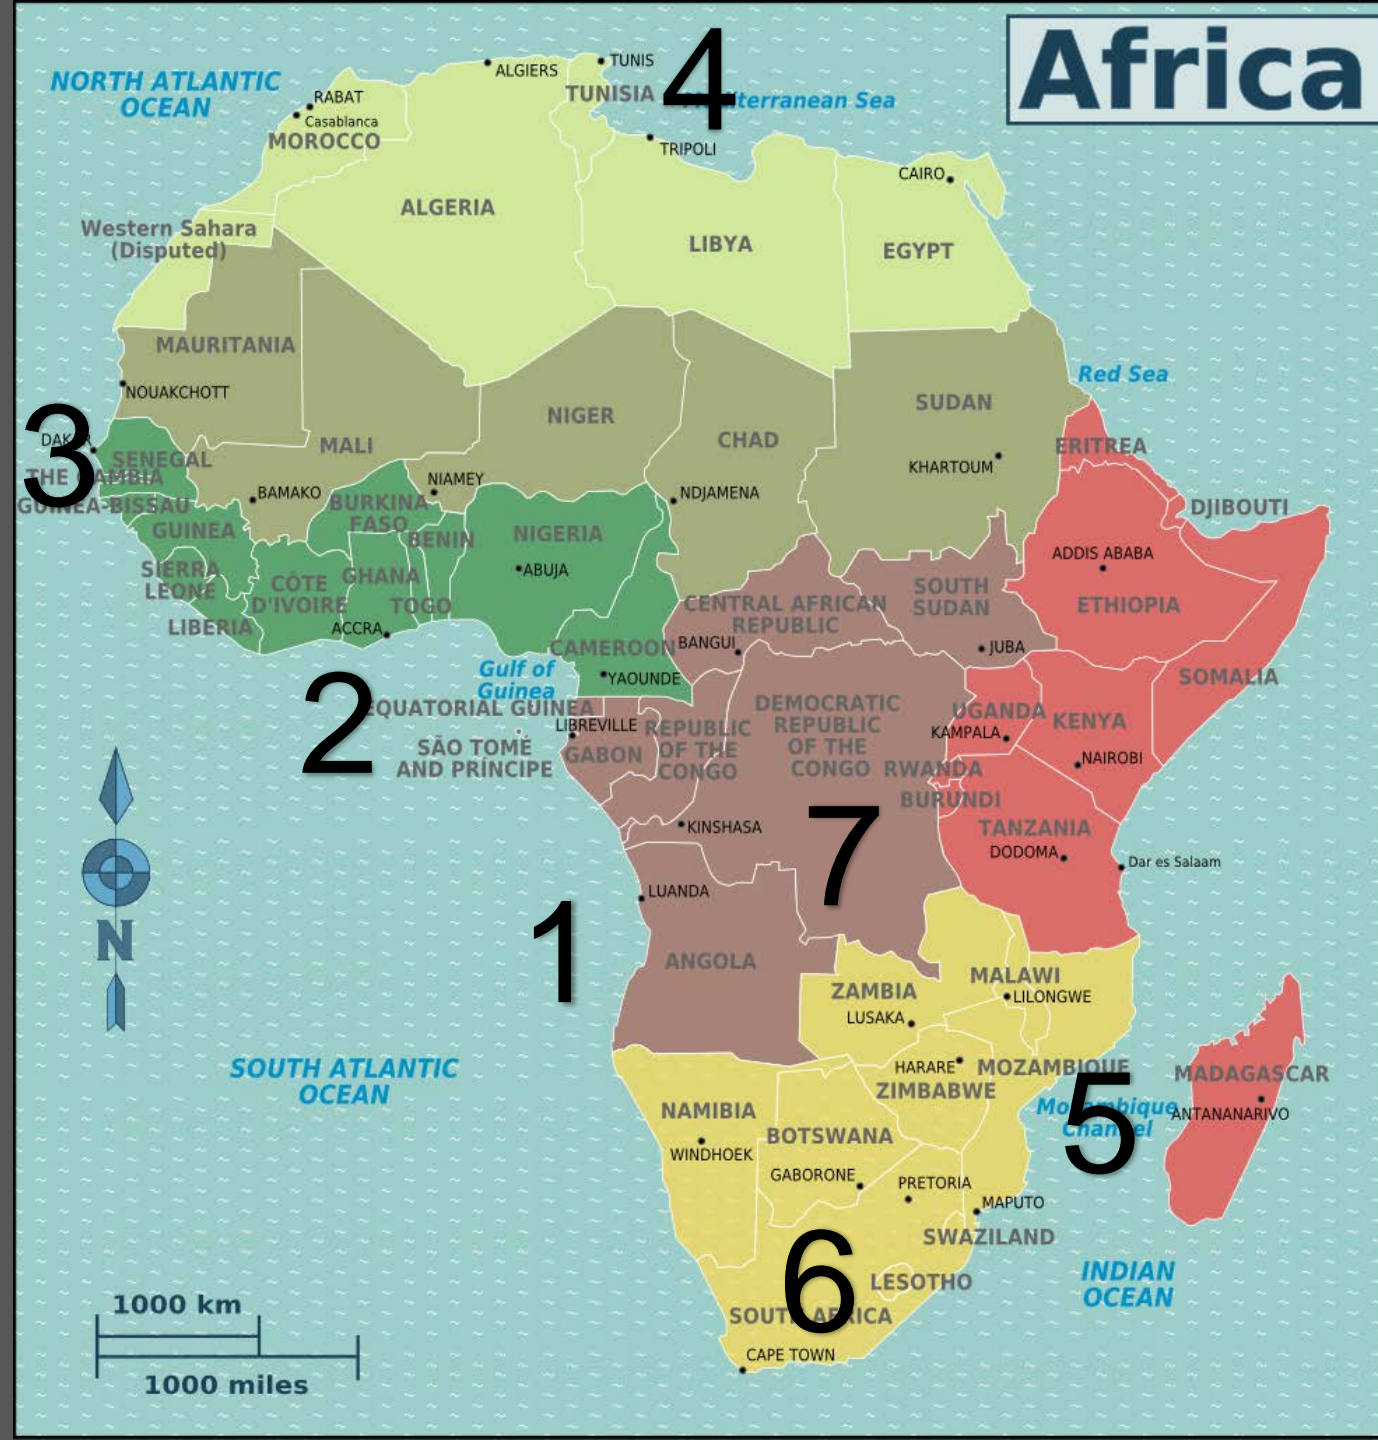 Africa
4
NORTH ATLANTIC
OCEAN
ALGIERS
TUNIS
TUNISIA
Mediterranean Sea
RABAT
Casablanca
MOROCCO
TRIPOLI
CAIRO
ALGERIA
LIBYA
EGYPT
Western Sahara
(Disputed)
MAURITANIA
NOUAKCHOTT
Red Sea
NIGER
CHAD
SUDAN
KHARTOUM
ERITREA
3
DAKAR
SENEGAL
THE GAMBIA
GUINEA-BISSAU
MALI
BAMAKO
NIAMEY
NDJAMENA
BURKINA
FASO
BENIN
NIGERIA
ABUJA
DJIBOUTI
GUINEA
SIERRA
LEONE
CÔTE
D'IVOIRE
GHANA
TOGO
LIBERIA
ACCRA
ADDIS ABABA
ETHIOPIA
SOUTH
SUDAN
JUBA
CENTRAL AFRICAN
REPUBLIC
BANGUI
CAMEROON
YAOUNDE
SOMALIA
Gulf of
Guinea
2
EQUATORIAL GUINEA
LIBREVILLE
GABON
SÃO TOMÉ
AND PRÍNCIPE
REPUBLIC
OF THE
CONGO
DEMOCRATIC
REPUBLIC
OF THE
CONGO
UGANDA
KAMPALA
KENYA
NAIROBI
RWANDA
BURUNDI
TANZANIA
DODOMA
Dar es Salaam
KINSHASA
7
N
1
LUANDA
ANGOLA
ZAMBIA
LUSAKA
MALAWI
LILONGWE
SOUTH ATLANTIC
OCEAN
HARARE
ZIMBABWE
MOZAMBIQUE
Mozambique
Channel
5
MADAGASCAR
ANTANANARIVO
NAMIBIA
WINDHOEK
BOTSWANA
GABORONE
PRETORIA
MAPUTO
SWAZILAND
6
LESOTHO
SOUTH AFRICA
CAPE TOWN
INDIAN
OCEAN
1000 km
1000 miles